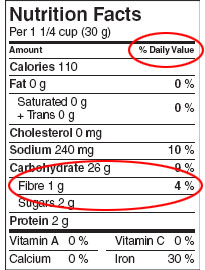 Nutrition Facts
Per 1 1/4 cup (30 g)
Amount % Daily Value
Calories 110
Fat 0 g 0 %
Saturated 0 g 0 %
+ Trans 0 g
Cholesterol 0 mg
Sodium 240 mg 10 %
Carbohydrate 26 g 9 %
Fibre 1 g 4 %
Sugars 2 g
Protein 2 g
Vitamin A 0 % Vitamin C 0 %
Calcium 0 % Iron 30 %